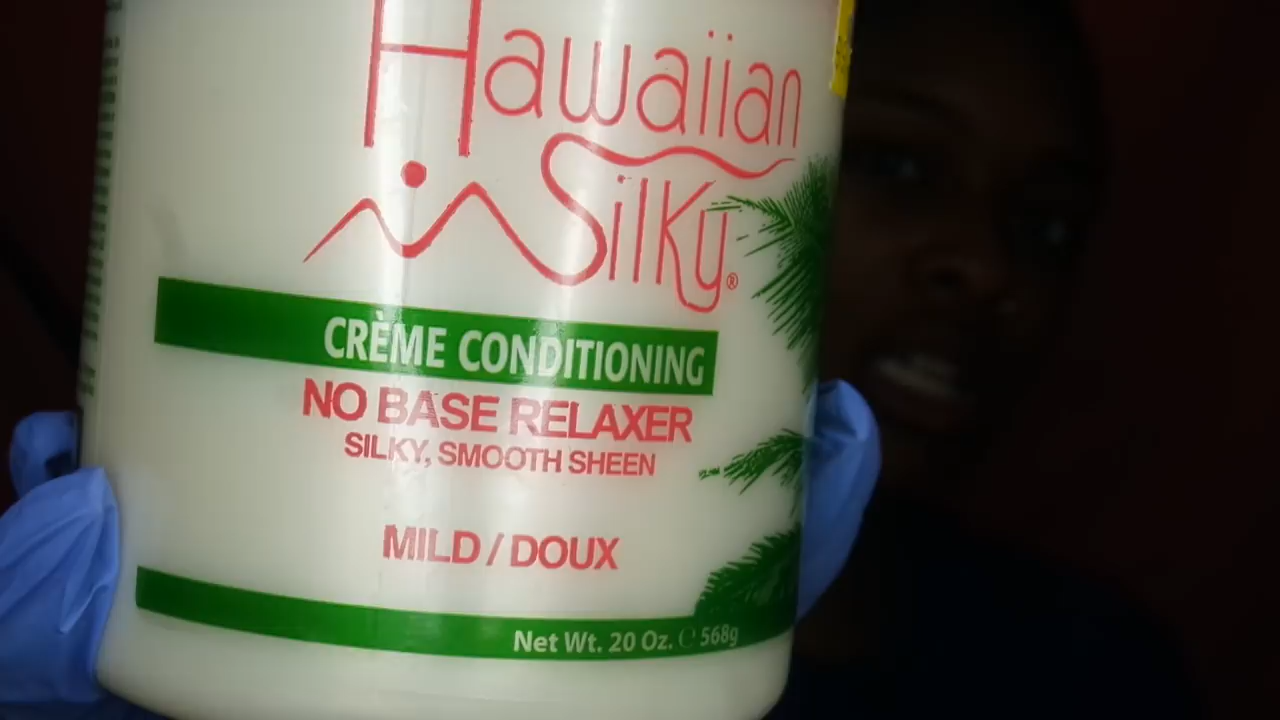 Hawaiian
Silky®
CRÈME CONDITIONING
NO BASE RELAXER
SILKY, SMOOTH SHEEN
MILD / DOUX
Net Wt. 20 Oz. ℮ 568g